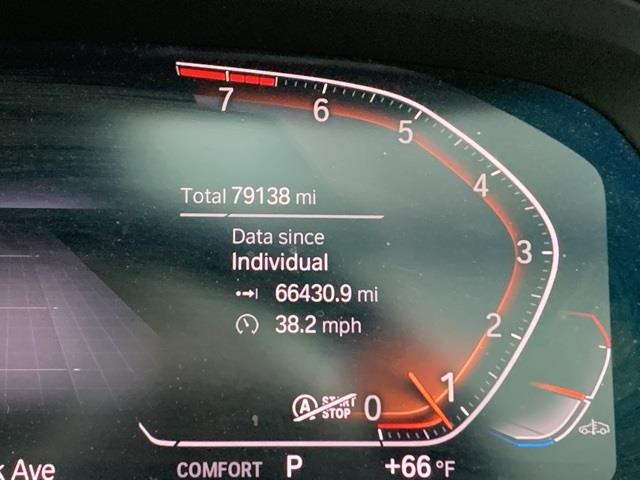 7
6
5
4
3
2
1
0
Total 79138 mi
Data since
Individual
66430.9 mi
38.2 mph
A START
STOP
k Ave
COMFORT P +66 °F